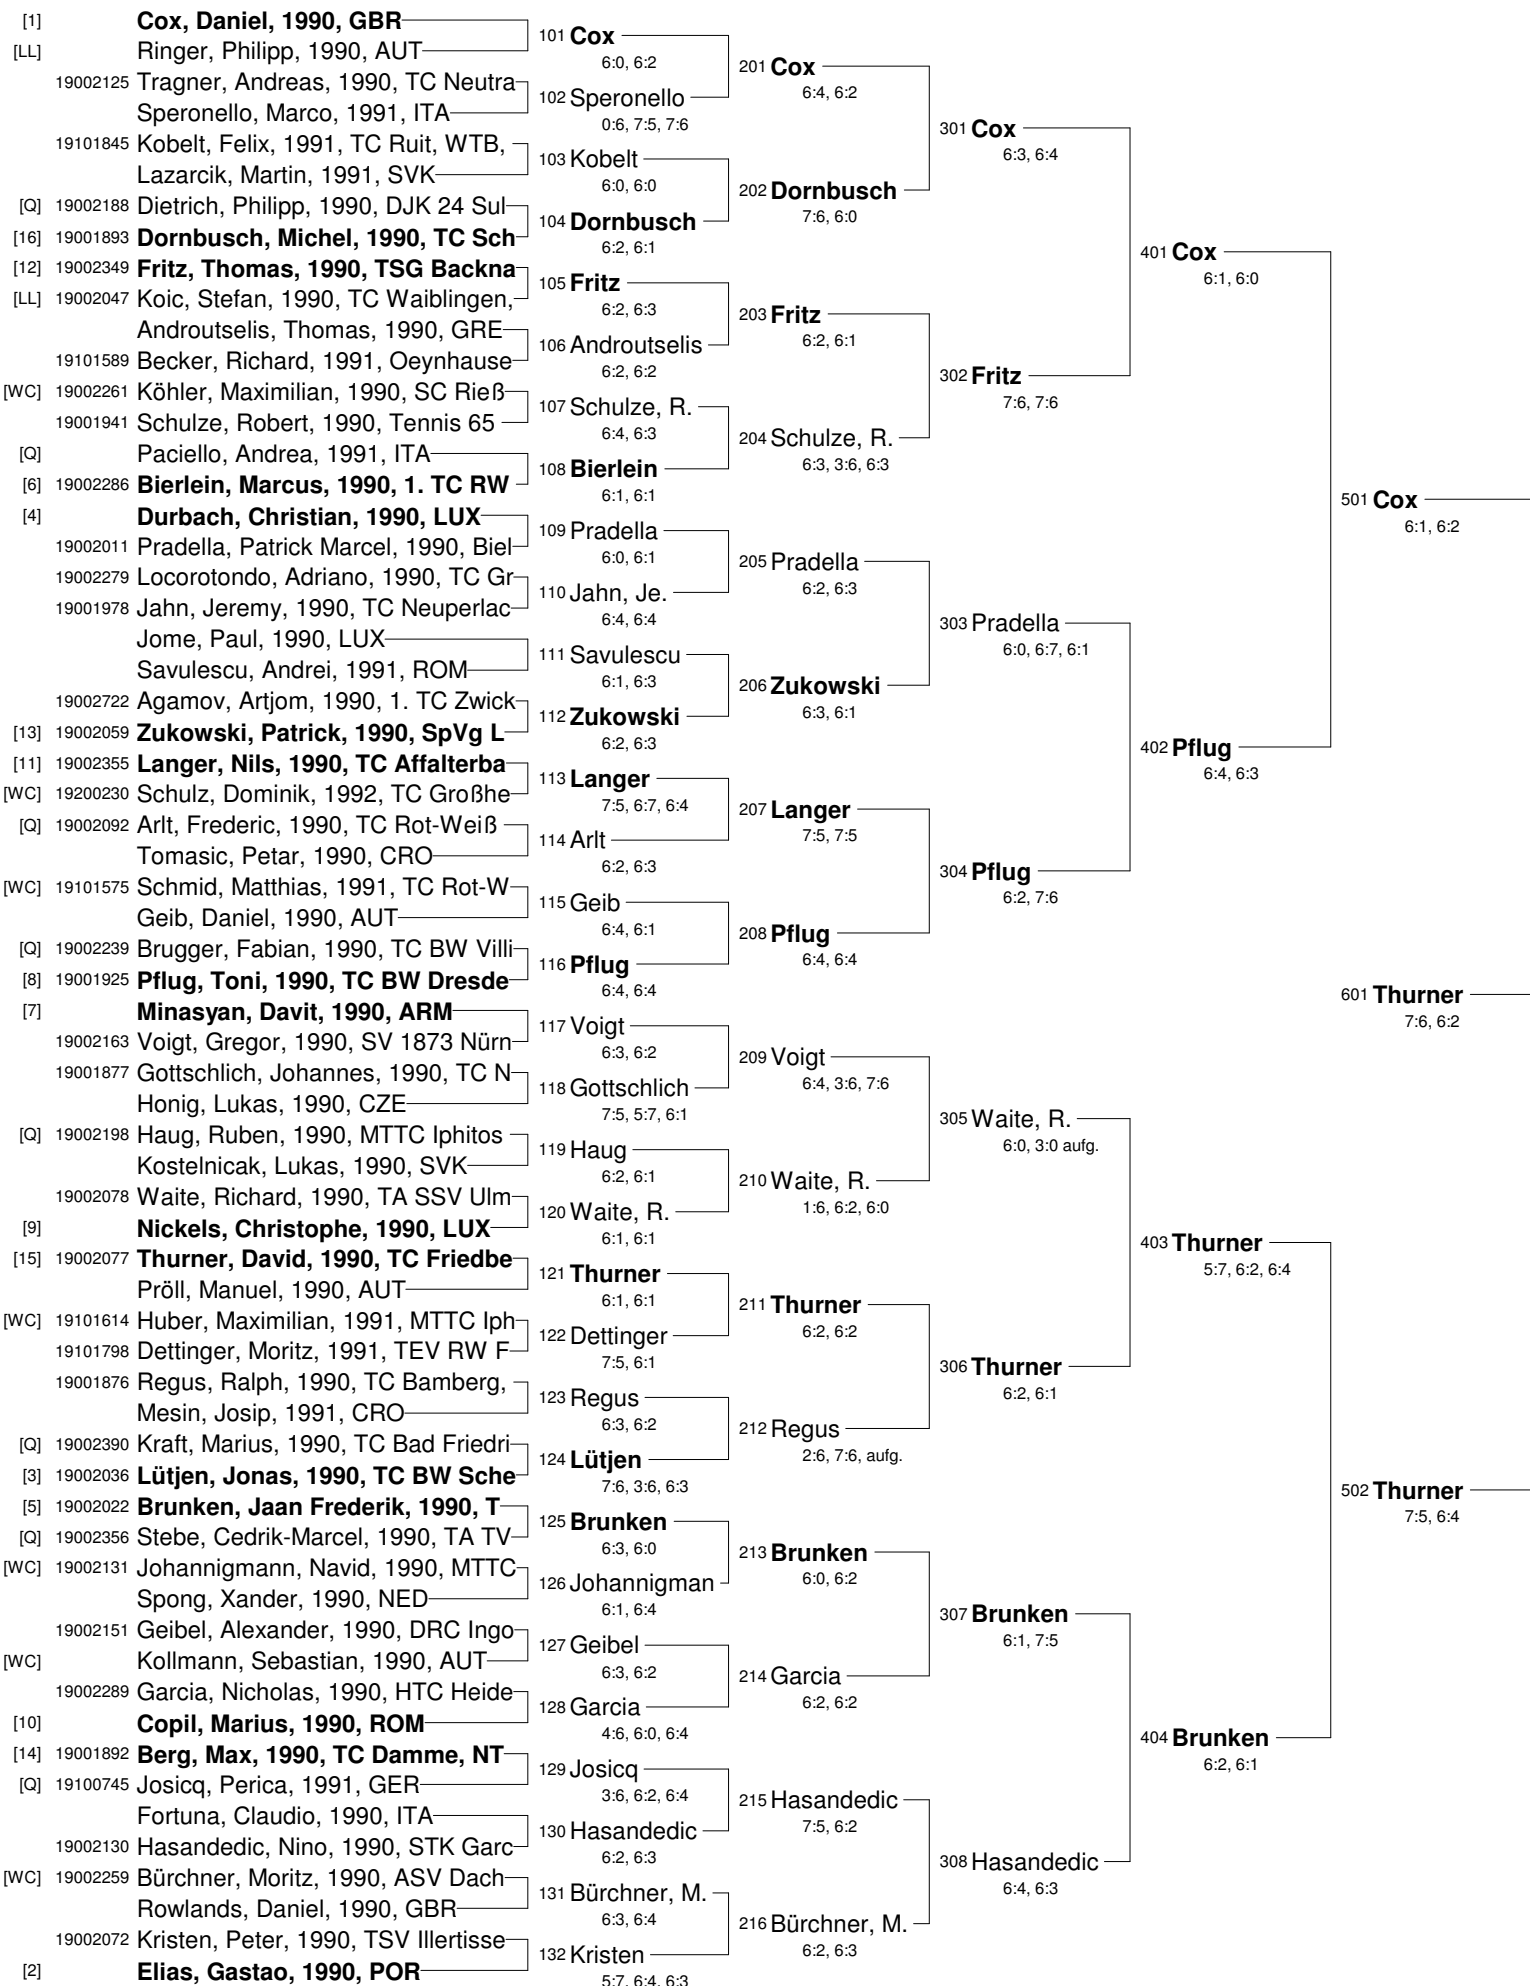 [1] Cox, Daniel, 1990, GBR
[LL] Ringer, Philipp, 1990, AUT
19002125 Tragner, Andreas, 1990, TC Neutra
Speronello, Marco, 1991, ITA
19101845 Kobelt, Felix, 1991, TC Ruit, WTB,
Lazarcik, Martin, 1991, SVK
[Q] 19002188 Dietrich, Philipp, 1990, DJK 24 Sul
[16] 19001893 Dornbusch, Michel, 1990, TC Sch
[12] 19002349 Fritz, Thomas, 1990, TSG Backna
[LL] 19002047 Koic, Stefan, 1990, TC Waiblingen,
Androutselis, Thomas, 1990, GRE
19101589 Becker, Richard, 1991, Oeynhause
[WC] 19002261 Köhler, Maximilian, 1990, SC Rieß
19001941 Schulze, Robert, 1990, Tennis 65
[Q] Paciello, Andrea, 1991, ITA
[6] 19002286 Bierlein, Marcus, 1990, 1. TC RW
[4] Durbach, Christian, 1990, LUX
19002011 Pradella, Patrick Marcel, 1990, Biel
19002279 Locorotondo, Adriano, 1990, TC Gr
19001978 Jahn, Jeremy, 1990, TC Neuperlac
Jome, Paul, 1990, LUX
Savulescu, Andrei, 1991, ROM
19002722 Agamov, Artjom, 1990, 1. TC Zwick
[13] 19002059 Zukowski, Patrick, 1990, SpVg L
[11] 19002355 Langer, Nils, 1990, TC Affalterba
[WC] 19200230 Schulz, Dominik, 1992, TC Großhe
[Q] 19002092 Arlt, Frederic, 1990, TC Rot-Weiß
Tomasic, Petar, 1990, CRO
[WC] 19101575 Schmid, Matthias, 1991, TC Rot-W
Geib, Daniel, 1990, AUT
[Q] 19002239 Brugger, Fabian, 1990, TC BW Villi
[8] 19001925 Pflug, Toni, 1990, TC BW Dresde
[7] Minasyan, Davit, 1990, ARM
19002163 Voigt, Gregor, 1990, SV 1873 Nürn
19001877 Gottschlich, Johannes, 1990, TC N
Honig, Lukas, 1990, CZE
[Q] 19002198 Haug, Ruben, 1990, MTTC Iphitos
Kostelnicak, Lukas, 1990, SVK
19002078 Waite, Richard, 1990, TA SSV Ulm
[9] Nickels, Christophe, 1990, LUX
[15] 19002077 Thurner, David, 1990, TC Friedbe
Pröll, Manuel, 1990, AUT
[WC] 19101614 Huber, Maximilian, 1991, MTTC Iph
19101798 Dettinger, Moritz, 1991, TEV RW F
19001876 Regus, Ralph, 1990, TC Bamberg,
Mesin, Josip, 1991, CRO
[Q] 19002390 Kraft, Marius, 1990, TC Bad Friedri
[3] 19002036 Lütjen, Jonas, 1990, TC BW Sche
[5] 19002022 Brunken, Jaan Frederik, 1990, T
[Q] 19002356 Stebe, Cedrik-Marcel, 1990, TA TV
[WC] 19002131 Johannigmann, Navid, 1990, MTTC
Spong, Xander, 1990, NED
19002151 Geibel, Alexander, 1990, DRC Ingo
[WC] Kollmann, Sebastian, 1990, AUT
19002289 Garcia, Nicholas, 1990, HTC Heide
[10] Copil, Marius, 1990, ROM
[14] 19001892 Berg, Max, 1990, TC Damme, NT
[Q] 19100745 Josicq, Perica, 1991, GER
Fortuna, Claudio, 1990, ITA
19002130 Hasandedic, Nino, 1990, STK Garc
[WC] 19002259 Bürchner, Moritz, 1990, ASV Dach
Rowlands, Daniel, 1990, GBR
19002072 Kristen, Peter, 1990, TSV Illertisse
[2] Elias, Gastao, 1990, POR
101 Cox
6:0, 6:2
102 Speronello
0:6, 7:5, 7:6
103 Kobelt
6:0, 6:0
104 Dornbusch
6:2, 6:1
105 Fritz
6:2, 6:3
106 Androutselis
6:2, 6:2
107 Schulze, R.
6:4, 6:3
108 Bierlein
6:1, 6:1
109 Pradella
6:0, 6:1
110 Jahn, Je.
6:4, 6:4
111 Savulescu
6:1, 6:3
112 Zukowski
6:2, 6:3
113 Langer
7:5, 6:7, 6:4
114 Arlt
6:2, 6:3
115 Geib
6:4, 6:1
116 Pflug
6:4, 6:4
117 Voigt
6:3, 6:2
118 Gottschlich
7:5, 5:7, 6:1
119 Haug
6:2, 6:1
120 Waite, R.
6:1, 6:1
121 Thurner
6:1, 6:1
122 Dettinger
7:5, 6:1
123 Regus
6:3, 6:2
124 Lütjen
7:6, 3:6, 6:3
125 Brunken
6:3, 6:0
126 Johannigman
6:1, 6:4
127 Geibel
6:3, 6:2
128 Garcia
4:6, 6:0, 6:4
129 Josicq
3:6, 6:2, 6:4
130 Hasandedic
6:2, 6:3
131 Bürchner, M.
6:3, 6:4
132 Kristen
5:7, 6:4, 6:3
201 Cox
6:4, 6:2
202 Dornbusch
7:6, 6:0
203 Fritz
6:2, 6:1
204 Schulze, R.
6:3, 3:6, 6:3
205 Pradella
6:2, 6:3
206 Zukowski
6:3, 6:1
207 Langer
7:5, 7:5
208 Pflug
6:4, 6:4
209 Voigt
6:4, 3:6, 7:6
210 Waite, R.
1:6, 6:2, 6:0
211 Thurner
6:2, 6:2
212 Regus
2:6, 7:6, aufg.
213 Brunken
6:0, 6:2
214 Garcia
6:2, 6:2
215 Hasandedic
7:5, 6:2
216 Bürchner, M.
6:2, 6:3
301 Cox
6:3, 6:4
302 Fritz
7:6, 7:6
303 Pradella
6:0, 6:7, 6:1
304 Pflug
6:2, 7:6
305 Waite, R.
6:0, 3:0 aufg.
306 Thurner
6:2, 6:1
307 Brunken
6:1, 7:5
308 Hasandedic
6:4, 6:3
401 Cox
6:1, 6:0
402 Pflug
6:4, 6:3
403 Thurner
5:7, 6:2, 6:4
404 Brunken
6:2, 6:1
501 Cox
6:1, 6:2
502 Thurner
7:5, 6:4
601 Thurner
7:6, 6:2